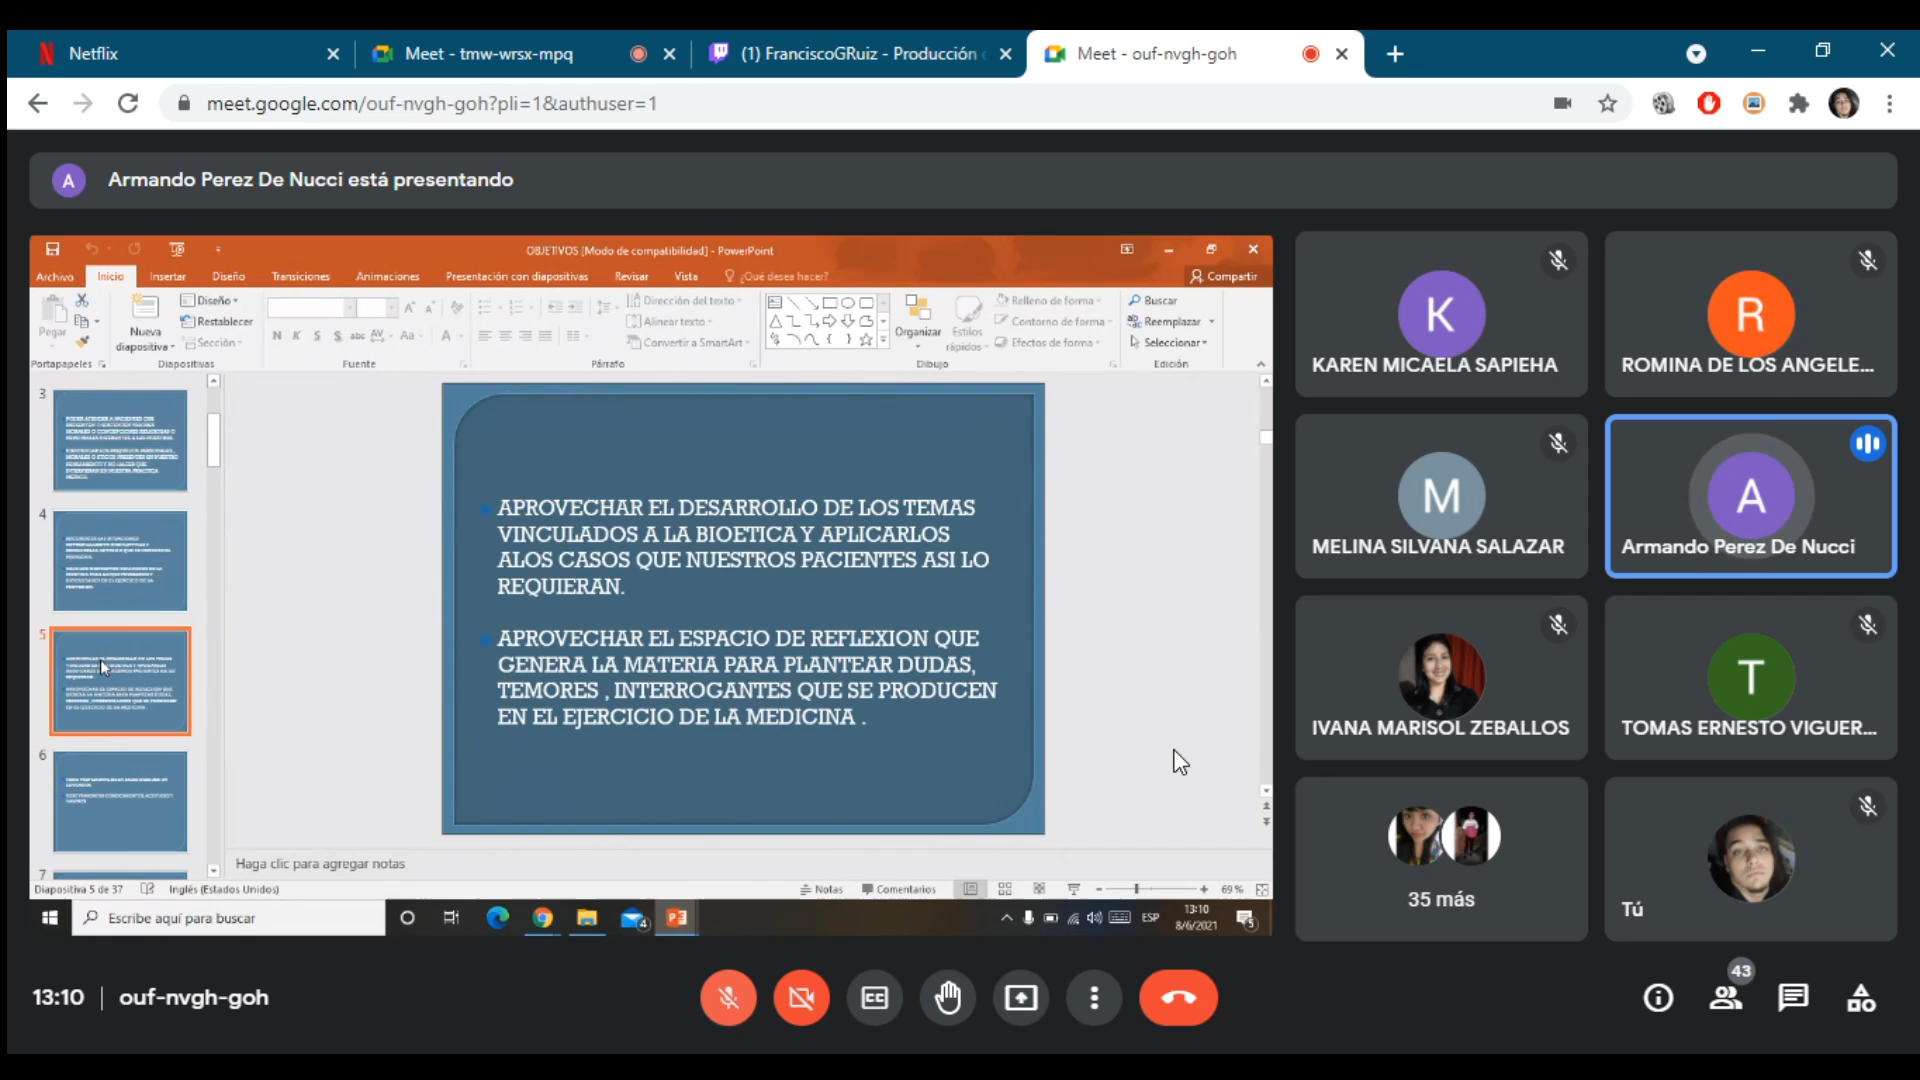 Netflix
Meet - tmw-wrsx-mpq
(1) FranciscoGRuiz - Producción
Meet - ouf-nvgh-goh
meet.google.com/ouf-nvgh-goh?pli=1&authuser=1
A
Armando Perez De Nucci está presentando
OBJETIVOS [Modo de compatibilidad] - PowerPoint
Archivo
Inicio
Insertar
Diseño
Transiciones
Animaciones
Presentación con diapositivas
Revisar
Vista
¿Qué desea hacer?
Compartir
Pegar
Nueva diapositiva
Diseño
Restablecer
Sección
Dirección del texto
Alinear texto
Convertir a SmartArt
Organizar
Estilos rápidos
Relleno de forma
Contorno de forma
Efectos de forma
Buscar
Reemplazar
Seleccionar
Portapapeles
Diapositivas
Fuente
Párrafo
Dibujo
Edición
3
4
5
6
7
APROVECHAR EL DESARROLLO DE LOS TEMAS
VINCULADOS A LA BIOETICA Y APLICARLOS
ALOS CASOS QUE NUESTROS PACIENTES ASI LO
REQUIERAN.
APROVECHAR EL ESPACIO DE REFLEXION QUE
GENERA LA MATERIA PARA PLANTEAR DUDAS,
TEMORES , INTERROGANTES QUE SE PRODUCEN
EN EL EJERCICIO DE LA MEDICINA .
Haga clic para agregar notas
Diapositiva 5 de 37
Inglés (Estados Unidos)
Notas
Comentarios
69 %
Escribe aquí para buscar
4
P3
ESP
13:10
8/6/2021
5
K
KAREN MICAELA SAPIEHA
R
ROMINA DE LOS ANGELE...
M
MELINA SILVANA SALAZAR
A
Armando Perez De Nucci
IVANA MARISOL ZEBALLOS
T
TOMAS ERNESTO VIGUER...
35 más
Tú
13:10 | ouf-nvgh-goh
43